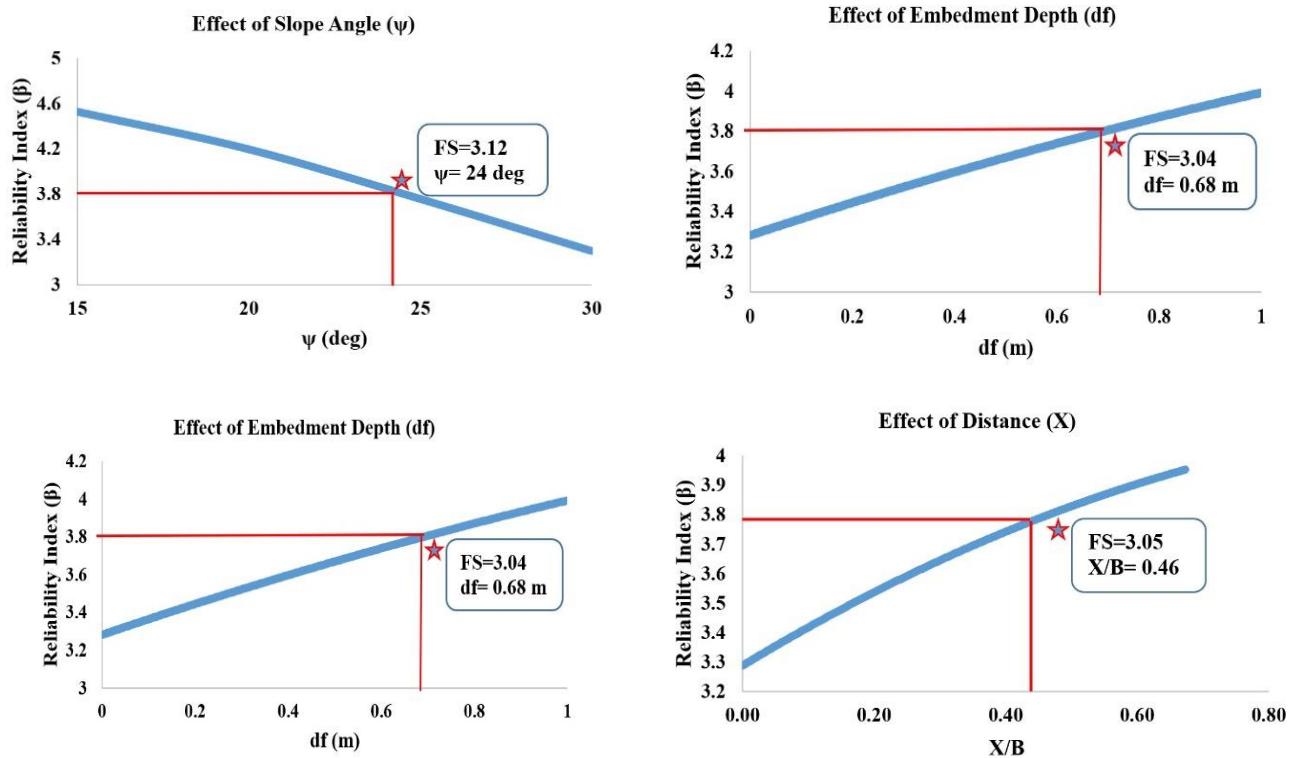 Effect of Slope Angle (ψ)
Reliability Index (β)
5
4.6
4.2
3.8
3.4
3
FS=3.12
ψ= 24 deg
15 20 25 30
ψ (deg)
Effect of Embedment Depth (df)
Reliability Index (β)
4.2
4
3.8
3.6
3.4
3.2
3
FS=3.04
df= 0.68 m
0 0.2 0.4 0.6 0.8 1
df (m)
Effect of Embedment Depth (df)
Reliability Index (β)
4.2
4
3.8
3.6
3.4
3.2
3
FS=3.04
df= 0.68 m
0 0.2 0.4 0.6 0.8 1
df (m)
Effect of Distance (X)
Reliability Index (β)
4
3.9
3.8
3.7
3.6
3.5
3.4
3.3
3.2
FS=3.05
X/B= 0.46
0.00 0.20 0.40 0.60 0.80
X/B